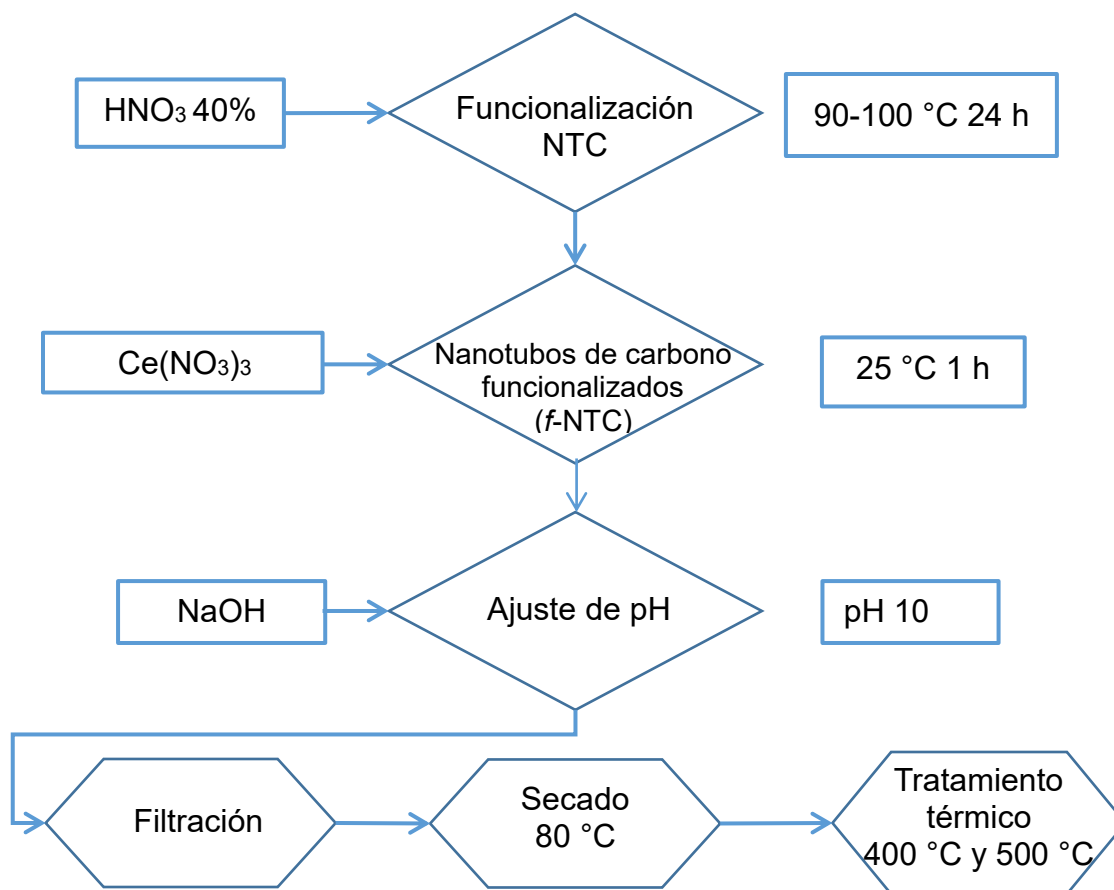 HNO₃ 40%
Funcionalización
NTC
90-100 °C 24 h
Ce(NO₃)₃
Nanotubos de carbono
funcionalizados
(f-NTC)
25 °C 1 h
NaOH
Ajuste de pH
pH 10
Filtración
Secado
80 °C
Tratamiento
térmico
400 °C y 500 °C